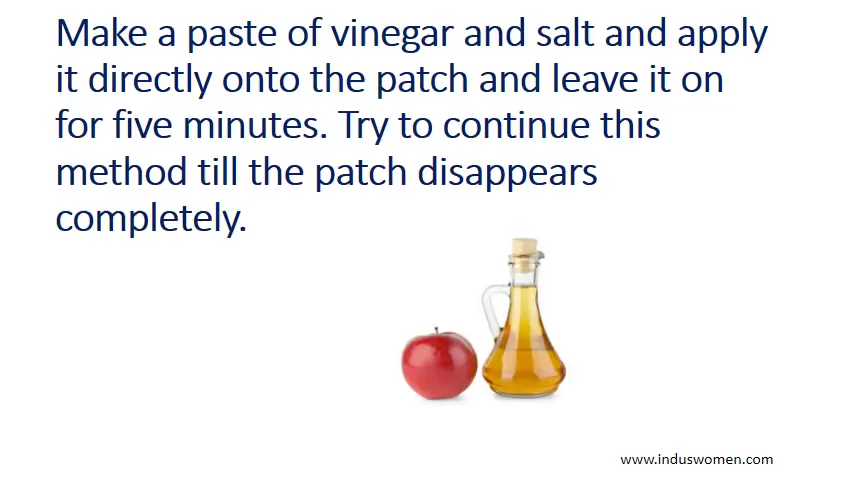 Make a paste of vinegar and salt and apply
it directly onto the patch and leave it on
for five minutes. Try to continue this
method till the patch disappears
completely.
www.induswomen.com